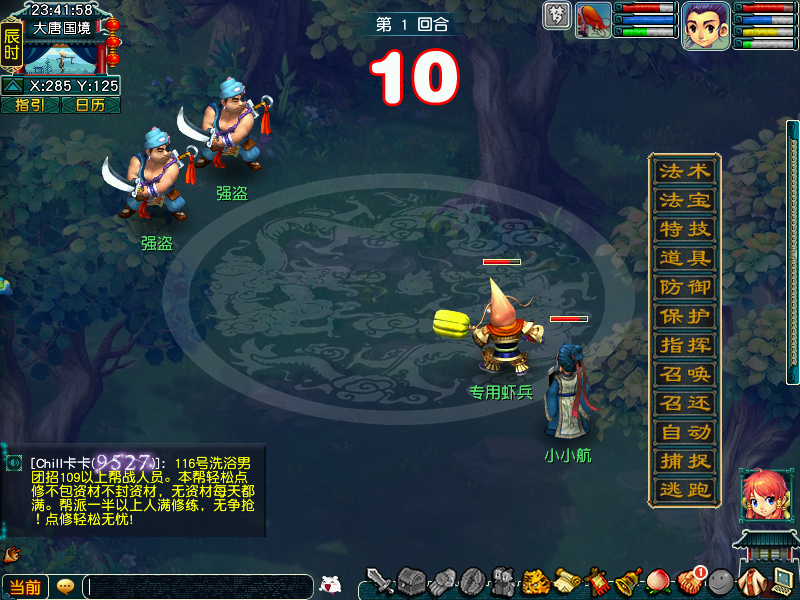 23:41:58
辰时
大唐国境
X:285 Y:125
指引
日历
第 1 回合
10
梦
强盗
强盗
专用虾兵
小小航
法术
法宝
特技
道具
防御
保护
指挥
召唤
召还
自动
捕捉
逃跑
[Chill卡卡(9527)]: 116号洗浴男
团招109以上帮战人员。本帮轻松点
修不包资材不封资材，无资材每天都
满。帮派一半以上人满修练，无争抢
！点修轻松无忧!
当前
1